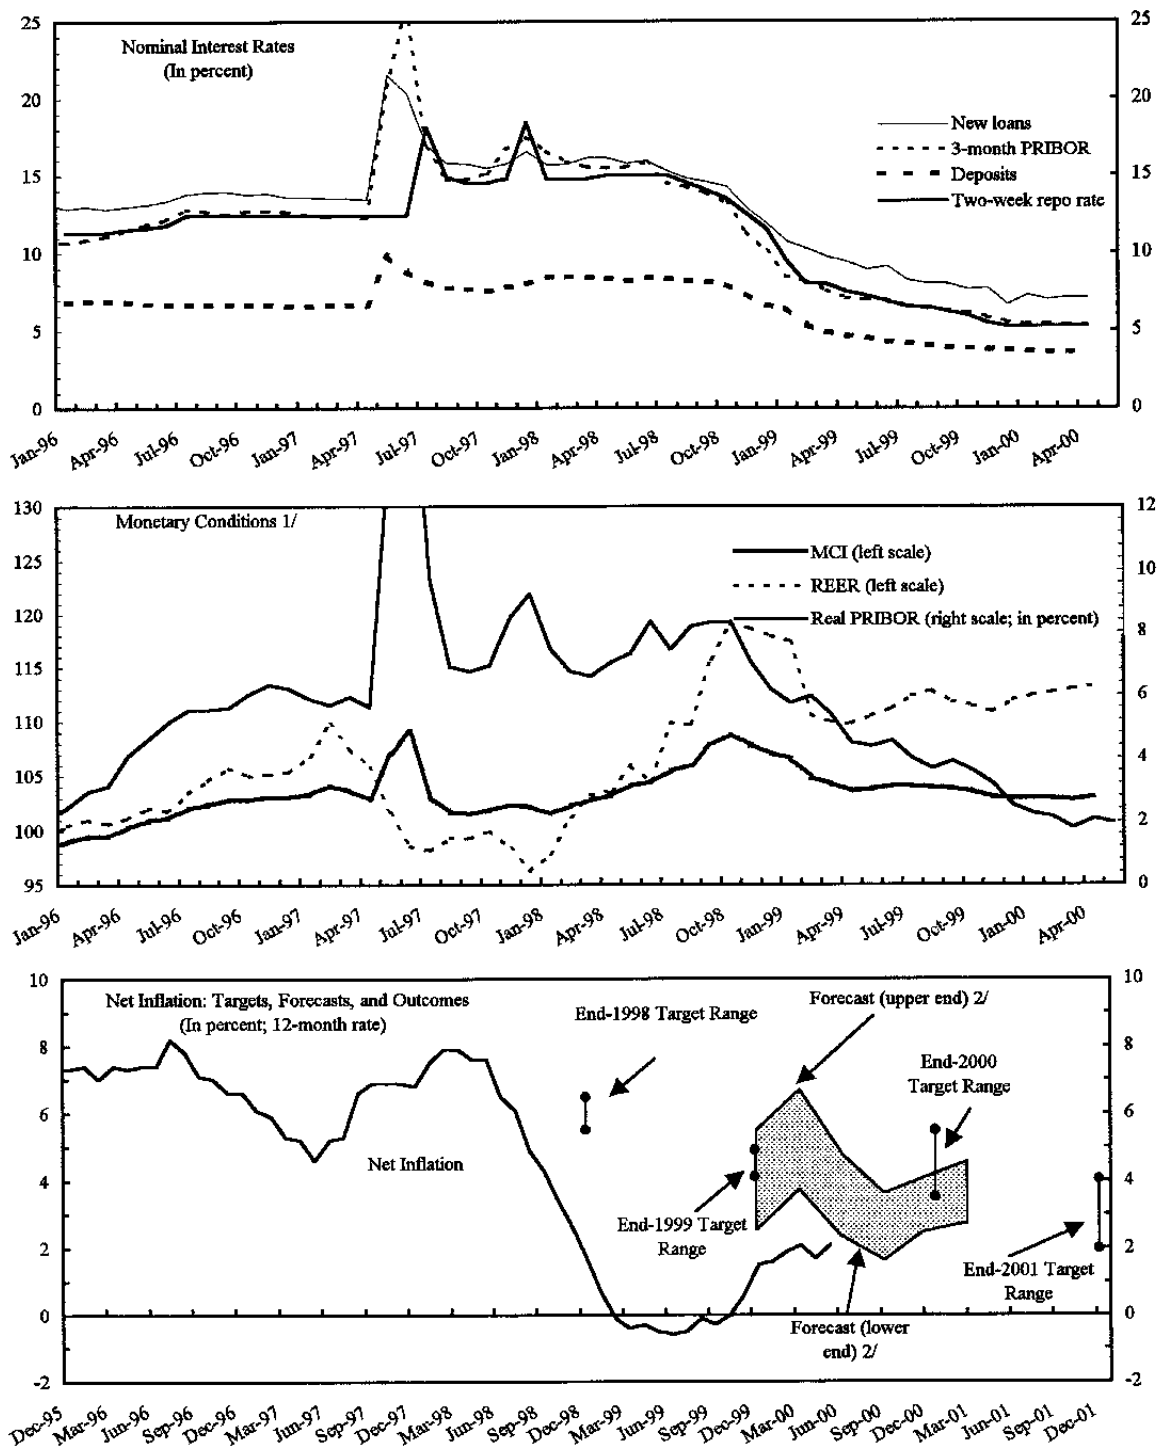 Nominal Interest Rates
(In percent)
25
20
15
10
5
0
25
20
15
10
5
0
New loans
3-month PRIBOR
Deposits
Two-week repo rate
Jan-96 Apr-96 Jul-96 Oct-96 Jan-97 Apr-97 Jul-97 Oct-97 Jan-98 Apr-98 Jul-98 Oct-98 Jan-99 Apr-99 Jul-99 Oct-99 Jan-00 Apr-00
Monetary Conditions 1/
130
125
120
115
110
105
100
95
12
10
8
6
4
2
0
MCI (left scale)
REER (left scale)
Real PRIBOR (right scale; in percent)
Jan-96 Apr-96 Jul-96 Oct-96 Jan-97 Apr-97 Jul-97 Oct-97 Jan-98 Apr-98 Jul-98 Oct-98 Jan-99 Apr-99 Jul-99 Oct-99 Jan-00 Apr-00
Net Inflation: Targets, Forecasts, and Outcomes
(In percent; 12-month rate)
10
8
6
4
2
0
-2
10
8
6
4
2
0
-2
End-1998 Target Range
Forecast (upper end) 2/
End-2000
Target Range
Net Inflation
End-1999 Target
Range
End-2001 Target
Range
Forecast (lower
end) 2/
Dec-95 Mar-96 Jun-96 Sep-96 Dec-96 Mar-97 Jun-97 Sep-97 Dec-97 Mar-98 Jun-98 Sep-98 Dec-98 Mar-99 Jun-99 Sep-99 Dec-99 Mar-00 Jun-00 Sep-00 Dec-00 Mar-01 Jun-01 Sep-01 Dec-01